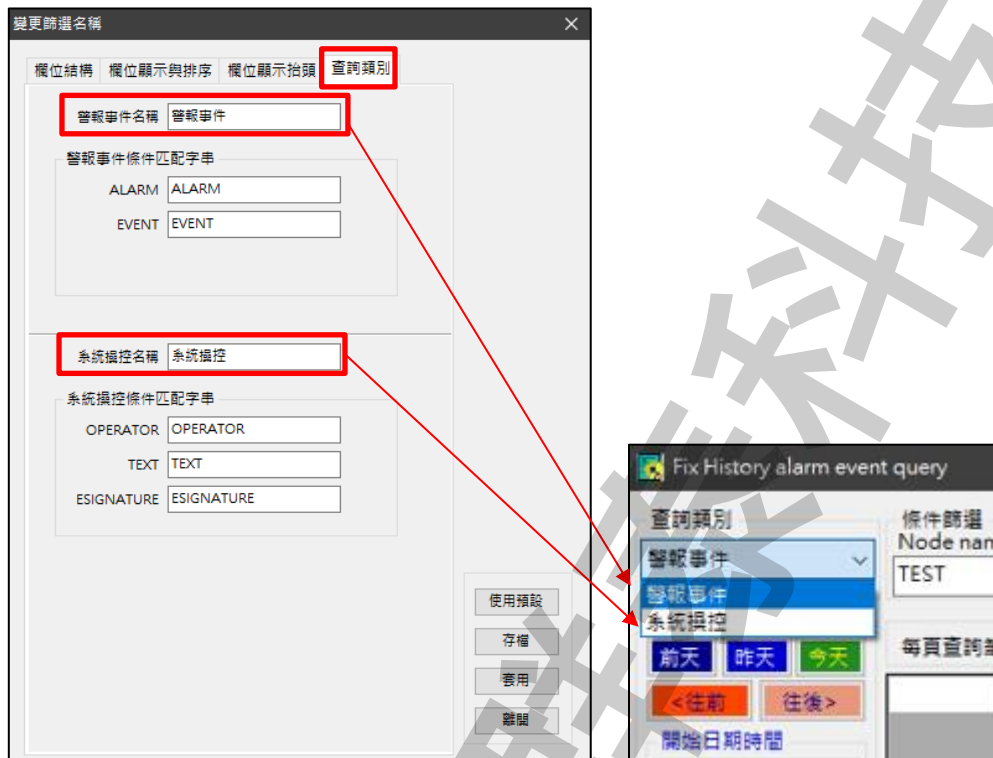 變更篩選名稱
欄位結構 欄位顯示與排序 欄位顯示抬頭 查詢類別
警報事件名稱 警報事件
警報事件條件匹配字串
ALARM ALARM
EVENT EVENT
系統操控名稱 系統操控
系統操控條件匹配字串
OPERATOR OPERATOR
TEXT TEXT
ESIGNATURE ESIGNATURE
使用預設
存檔
套用
離開
Fix History alarm event query
查詢類別
警報事件
警報事件
系統操控
前天 昨天 今天
<往前 往後>
開始日期時間
條件篩選
Node nam
TEST
每頁查詢筆
科技